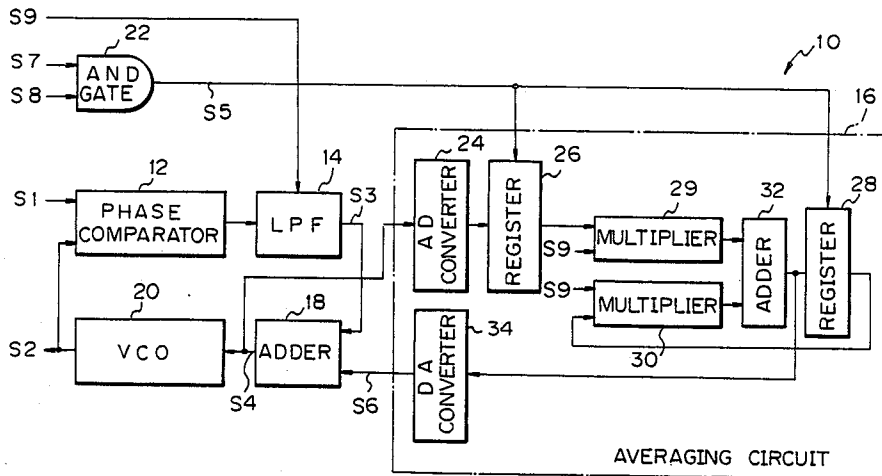 S9
22
S7
S8
AND GATE
S5
10
16
12
14
24
26
S1
PHASE COMPARATOR
LPF
S3
AD CONVERTER
REGISTER
29
32
28
S9
MULTIPLIER
ADDER
REGISTER
S9
MULTIPLIER
30
20
18
34
S2
VCO
ADDER
S4
S6
DA CONVERTER
AVERAGING CIRCUIT